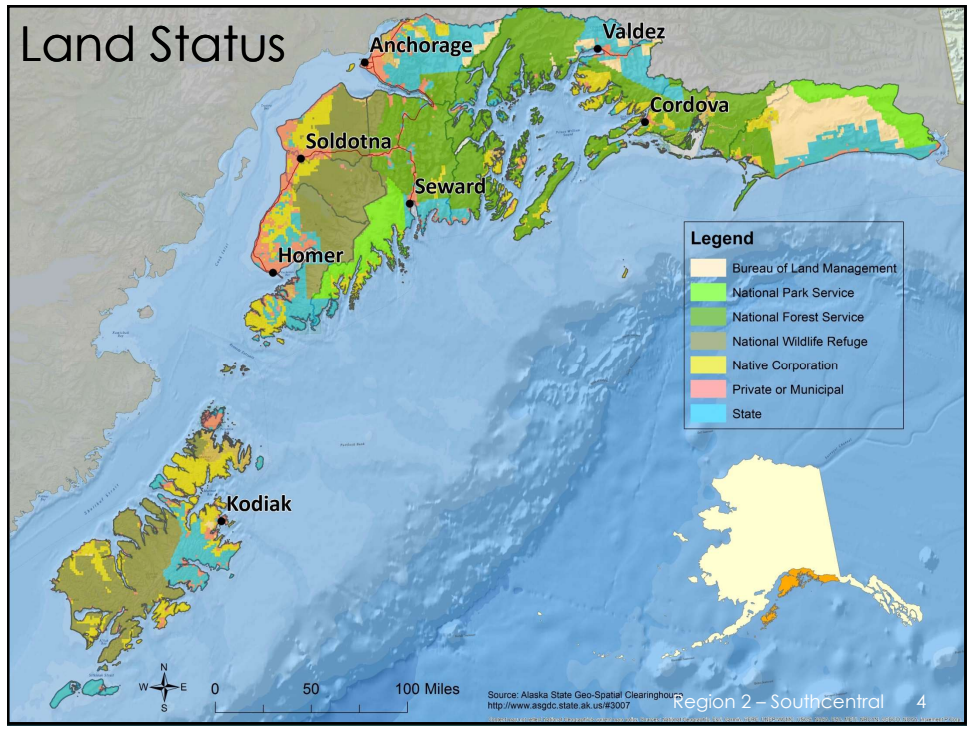 Land Status
Anchorage
Valdez
Cordova
Soldotna
Seward
Homer
Kodiak
Legend
Bureau of Land Management
National Park Service
National Forest Service
National Wildlife Refuge
Native Corporation
Private or Municipal
State
N
W
E
S
0
50
100 Miles
Source: Alaska State Geo-Spatial Clearinghouse
http://www.asgdc.state.ak.us/#3007
Region 2 – Southcentral
4